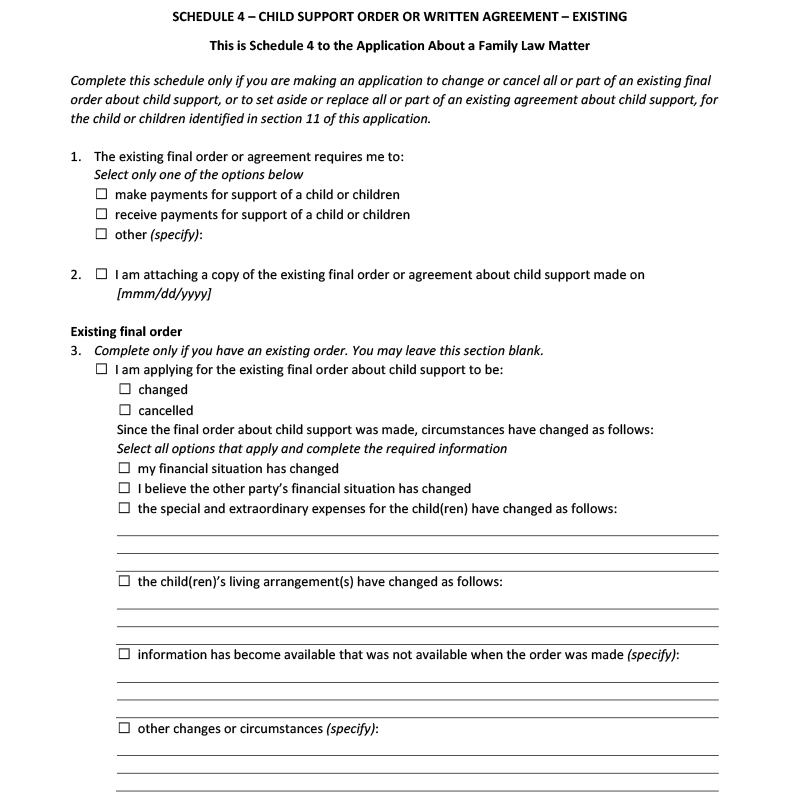 SCHEDULE 4 – CHILD SUPPORT ORDER OR WRITTEN AGREEMENT – EXISTING
This is Schedule 4 to the Application About a Family Law Matter
Complete this schedule only if you are making an application to change or cancel all or part of an existing final
order about child support, or to set aside or replace all or part of an existing agreement about child support, for
the child or children identified in section 11 of this application.
1. The existing final order or agreement requires me to:
Select only one of the options below
☐ make payments for support of a child or children
☐ receive payments for support of a child or children
☐ other (specify):
2. ☐ I am attaching a copy of the existing final order or agreement about child support made on
[mmm/dd/yyyy]
Existing final order
3. Complete only if you have an existing order. You may leave this section blank.
☐ I am applying for the existing final order about child support to be:
☐ changed
☐ cancelled
Since the final order about child support was made, circumstances have changed as follows:
Select all options that apply and complete the required information
☐ my financial situation has changed
☐ I believe the other party’s financial situation has changed
☐ the special and extraordinary expenses for the child(ren) have changed as follows:
☐ the child(ren)’s living arrangement(s) have changed as follows:
☐ information has become available that was not available when the order was made (specify):
☐ other changes or circumstances (specify):